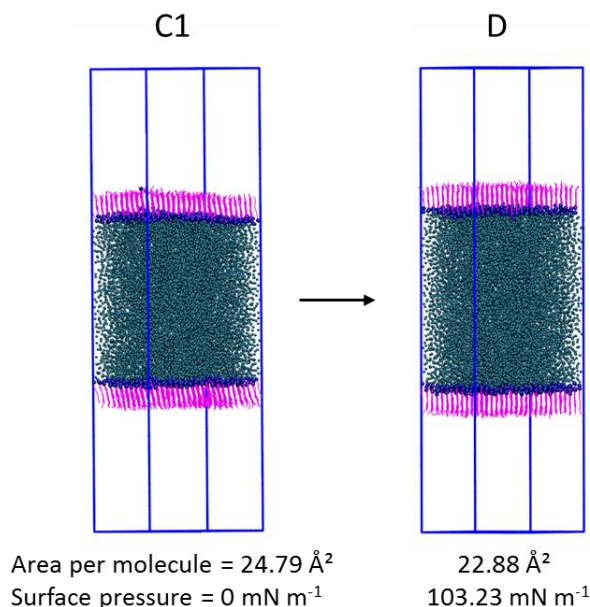 C1 D
Area per molecule = 24.79 Å² 22.88 Å²
Surface pressure = 0 mN m⁻¹ 103.23 mN m⁻¹